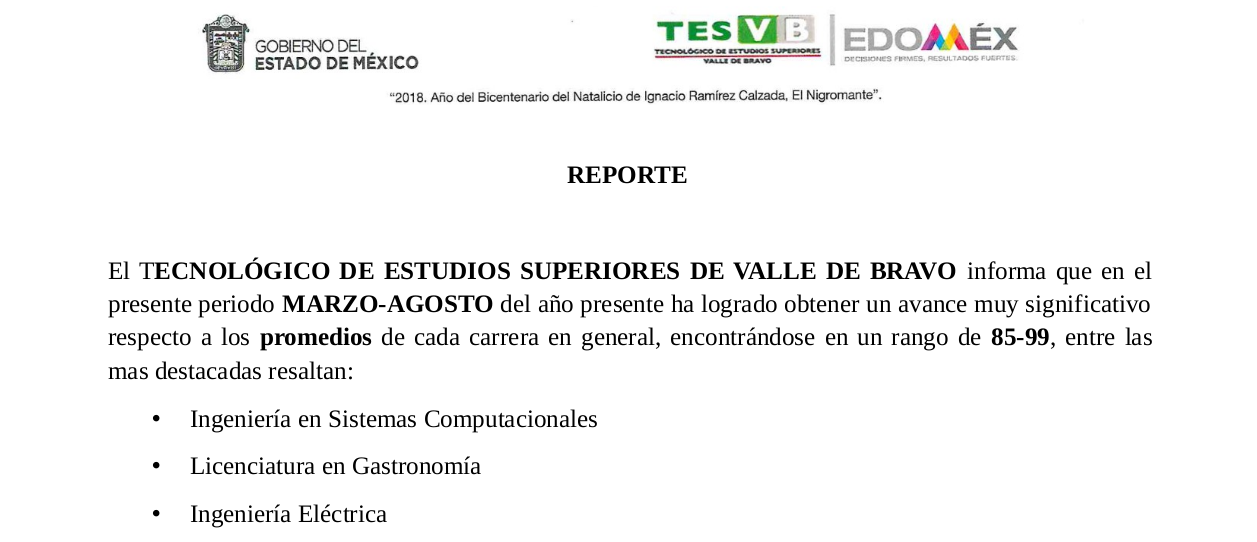 GOBIERNO DEL
ESTADO DE MÉXICO
TESVB
TECNOLÓGICO DE ESTUDIOS SUPERIORES
VALLE DE BRAVO
EDOMÉX
DECISIONES FIRMES, RESULTADOS FUERTES.
“2018. Año del Bicentenario del Natalicio de Ignacio Ramírez Calzada, El Nigromante”.
REPORTE
El TECNOLÓGICO DE ESTUDIOS SUPERIORES DE VALLE DE BRAVO informa que en el
presente periodo MARZO-AGOSTO del año presente ha logrado obtener un avance muy significativo
respecto a los promedios de cada carrera en general, encontrándose en un rango de 85-99, entre las
mas destacadas resaltan:
• Ingeniería en Sistemas Computacionales
• Licenciatura en Gastronomía
• Ingeniería Eléctrica